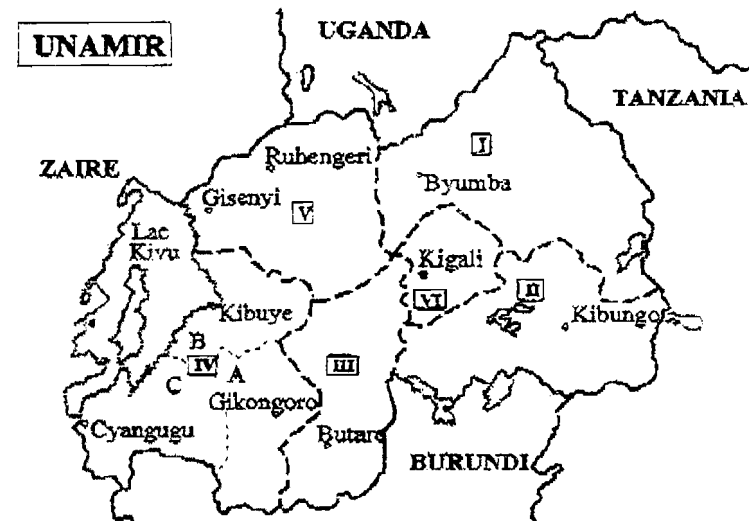 UNAMIR
UGANDA
TANZANIA
ZAIRE
Ruhengeri
I
Byumba
Gisenyi
V
Lac
Kivu
Kigali
VI
II
Kibungo
Kibuye
B
IV
A
C
III
Gikongoro
Cyangugu
Butare
BURUNDI